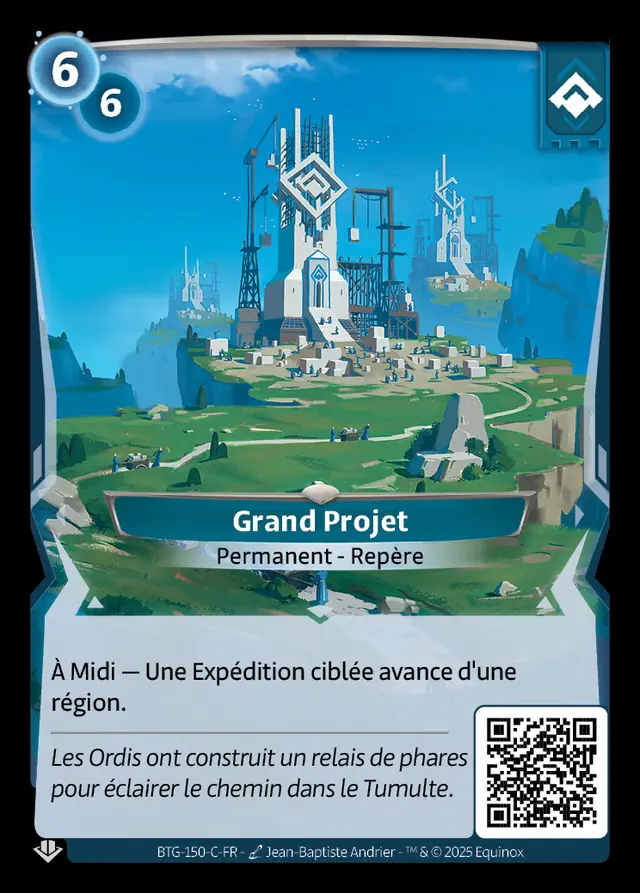 6
6
Grand Projet
Permanent - Repère
À Midi — Une Expédition ciblée avance d'une
région.
Les Ordis ont construit un relais de phares
pour éclairer le chemin dans le Tumulte.
BTG-150-C-FR - Jean-Baptiste Andrier - ™ & © 2025 Equinox